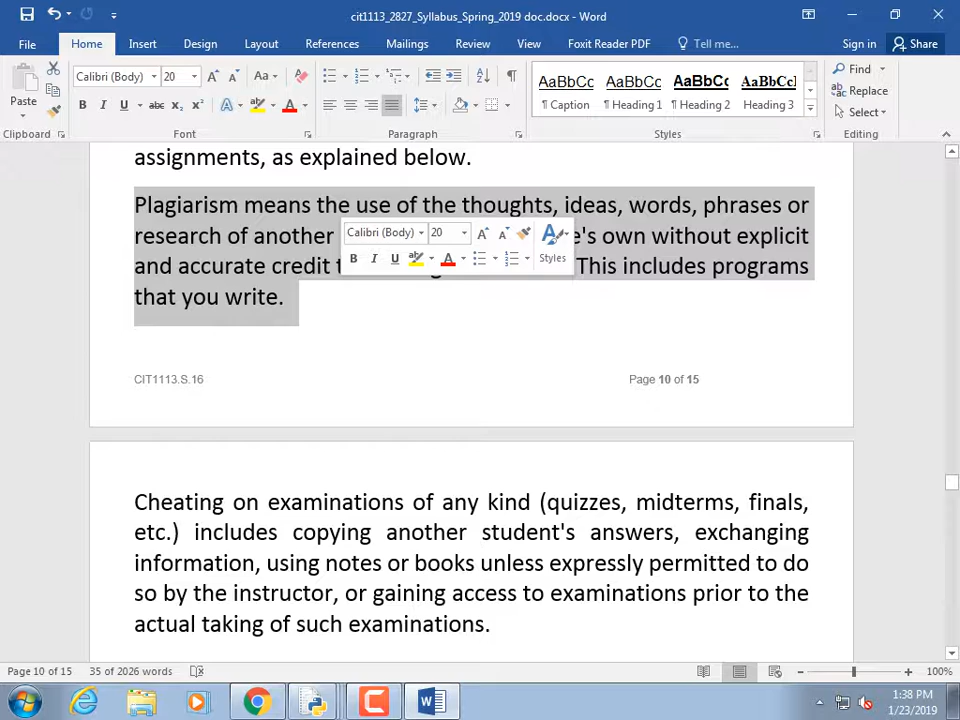 cit1113_2827_Syllabus_Spring_2019 doc.docx - Word
File Home Insert Design Layout References Mailings Review View Foxit Reader PDF Tell me... Sign in Share
Paste
Calibri (Body) 20 Aa
B I U abc x₂ x² A A
AaBbCc AaBbCc AaBbCc AaBbCcI
¶ Caption ¶ Heading 1 ¶ Heading 2 Heading 3
Find
Replace
Select
Clipboard Font Paragraph Styles Editing
assignments, as explained below.
Plagiarism means the use of the thoughts, ideas, words, phrases or
research of another 's own without explicit
and accurate credit This includes programs
that you write.
Calibri (Body) 20
B I U A Styles
CIT1113.S.16 Page 10 of 15
Cheating on examinations of any kind (quizzes, midterms, finals,
etc.) includes copying another student's answers, exchanging
information, using notes or books unless expressly permitted to do
so by the instructor, or gaining access to examinations prior to the
actual taking of such examinations.
Page 10 of 15 35 of 2026 words 100%
1:38 PM
1/23/2019